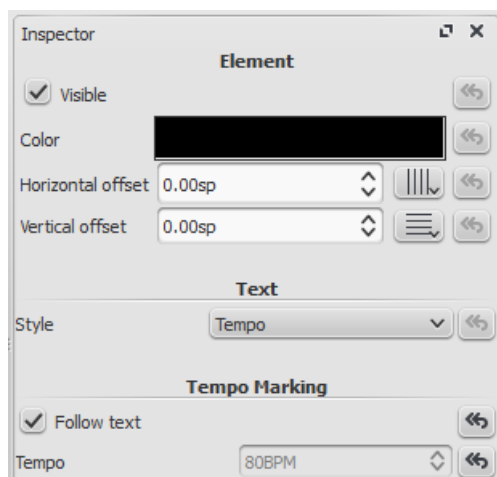 Inspector
Element
Visible
Color
Horizontal offset 0.00sp
Vertical offset 0.00sp
Text
Style Tempo
Tempo Marking
Follow text
Tempo 80BPM